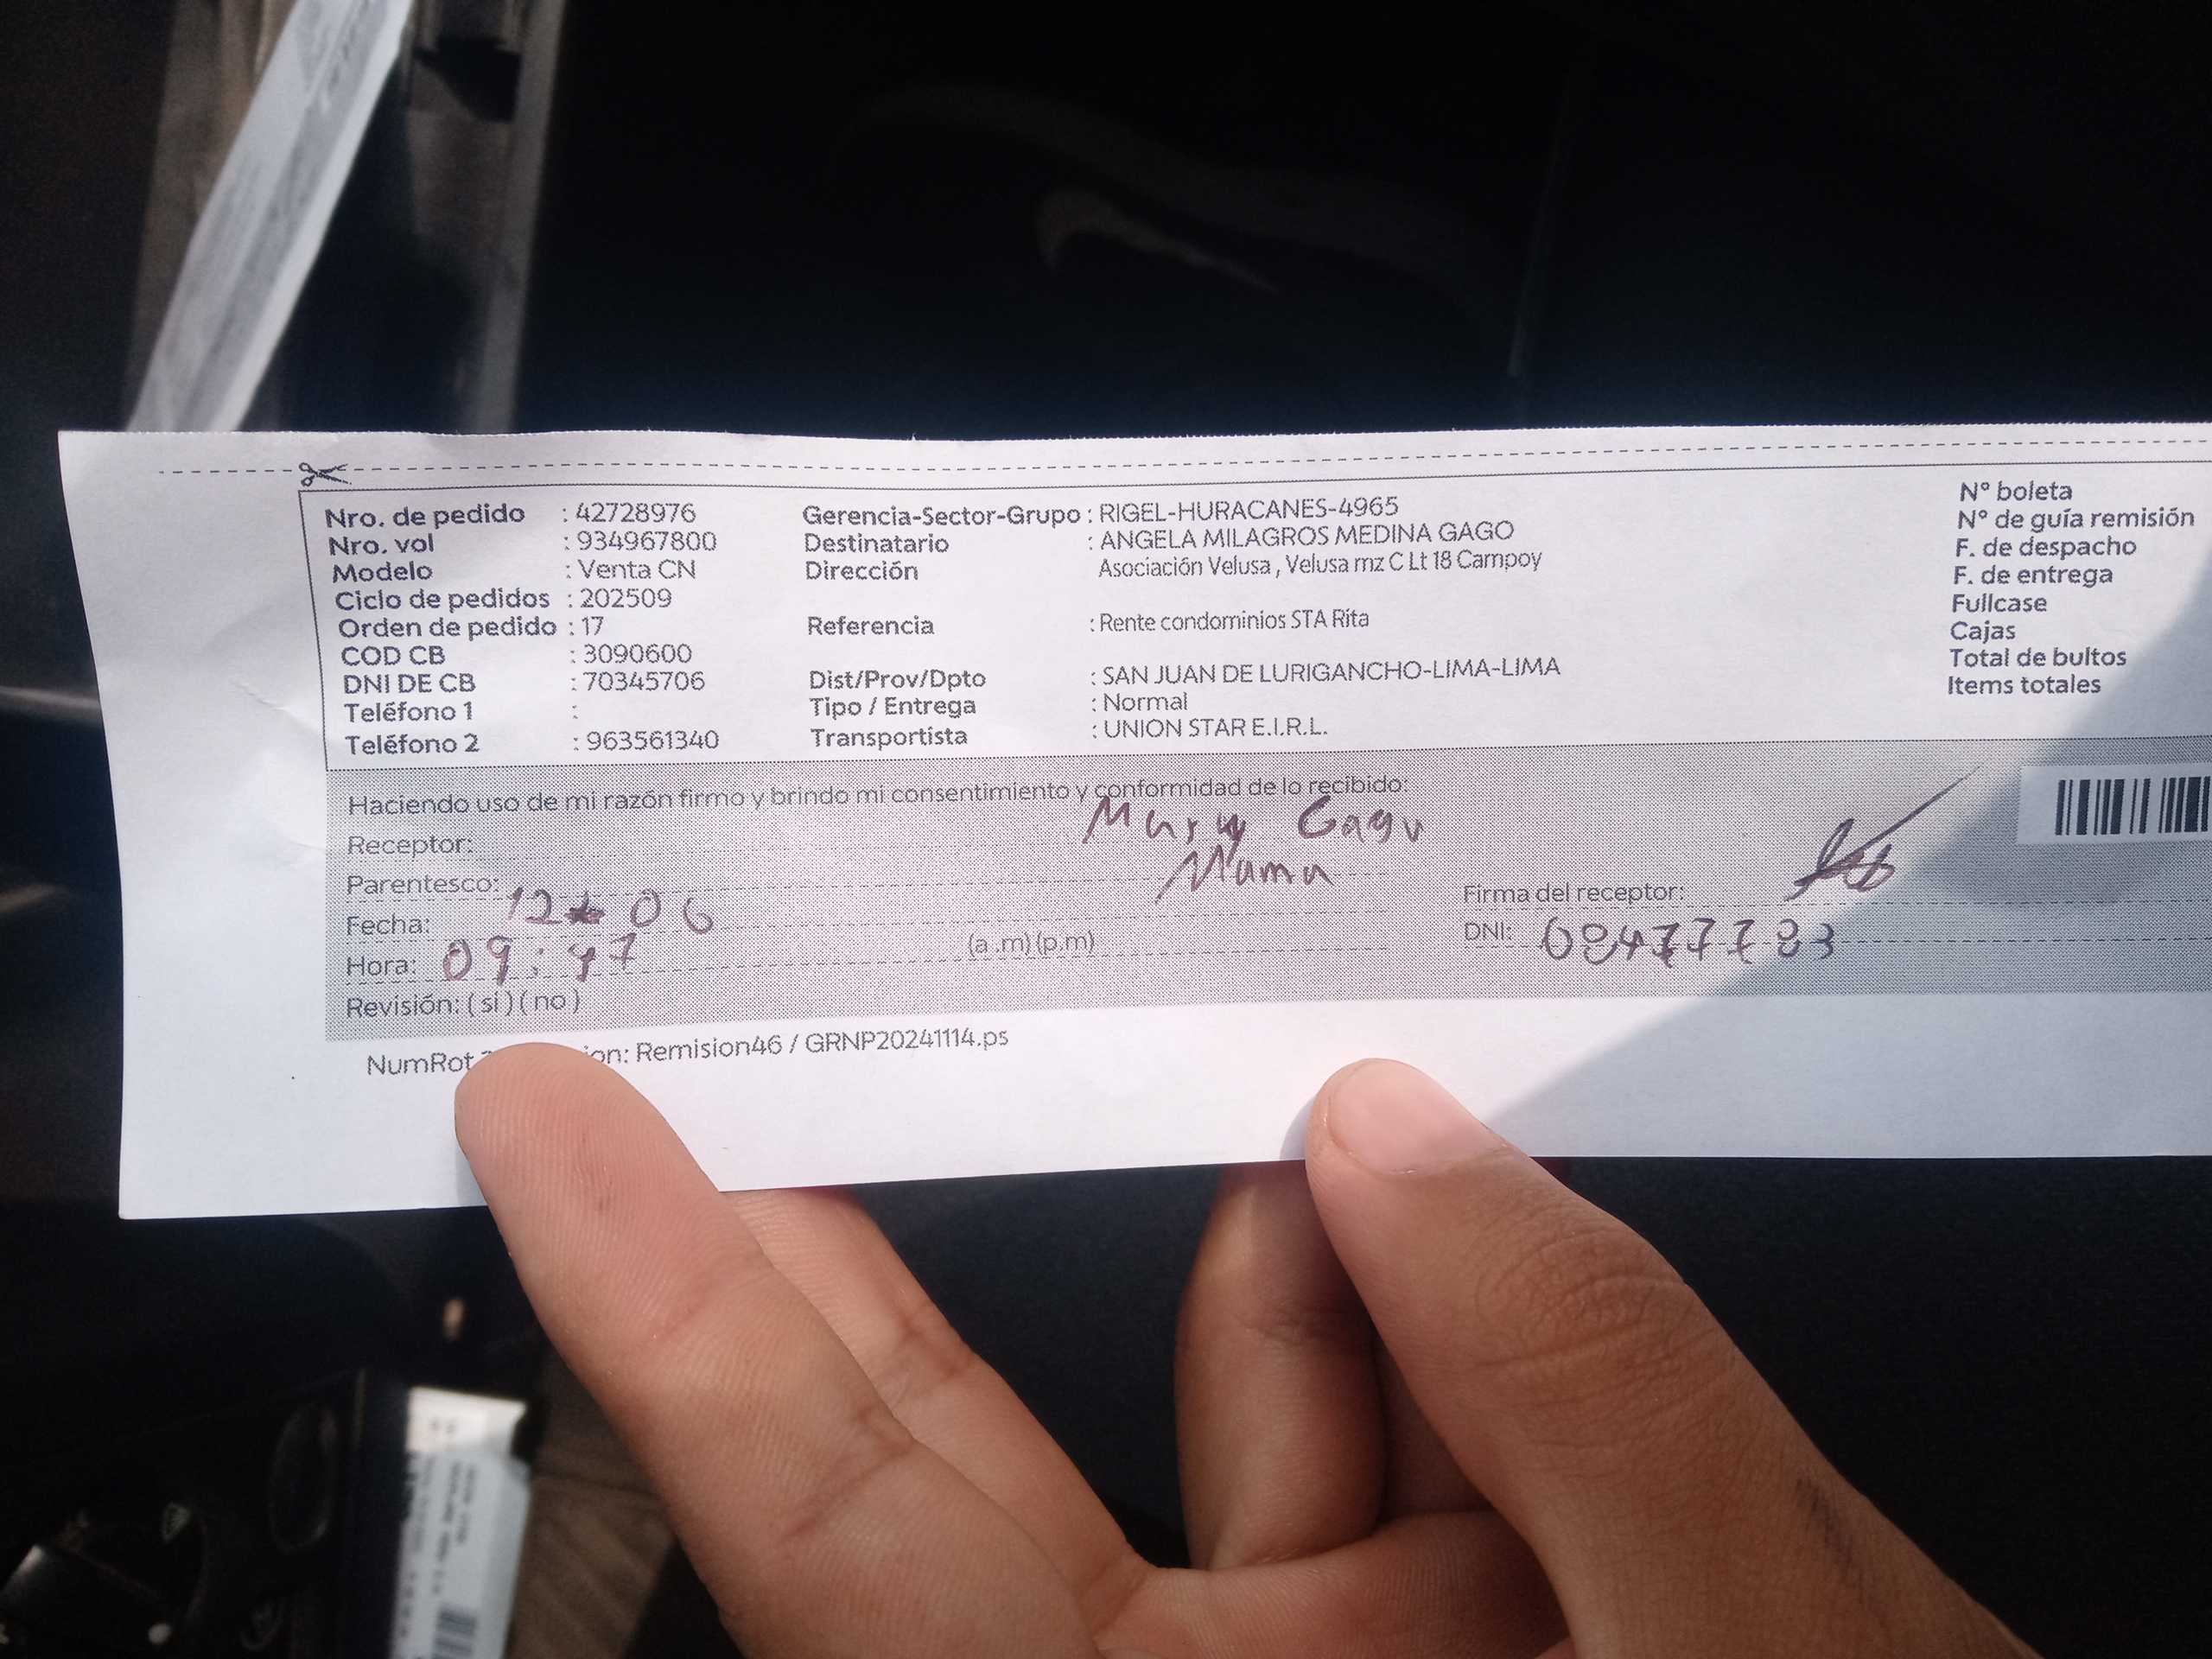 Nro. de pedido : 42728976
Nro. vol : 934967800
Modelo : Venta CN
Ciclo de pedidos : 202509
Orden de pedido : 17
COD CB : 3090600
DNI DE CB : 70345706
Teléfono 1 :
Teléfono 2 : 963561340
Gerencia-Sector-Grupo : RIGEL-HURACANES-4965
Destinatario : ANGELA MILAGROS MEDINA GAGO
Dirección Asociación Velusa , Velusa mz C Lt 18 Campoy
Referencia : Rente condominios STA Rita
Dist/Prov/Dpto : SAN JUAN DE LURIGANCHO-LIMA-LIMA
Tipo / Entrega : Normal
Transportista : UNION STAR E.I.R.L.
N° boleta
N° de guía remisión
F. de despacho
F. de entrega
Fullcase
Cajas
Total de bultos
Items totales
Haciendo uso de mi razón firmo y brindo mi consentimiento y conformidad de lo recibido:
Receptor: Gago
Parentesco: Mama
Fecha: 12 06
Hora: 09:47 (a .m) (p.m)
Revisión: ( si ) ( no )
Firma del receptor:
DNI:
NumRot Remision46 / GRNP20241114.ps